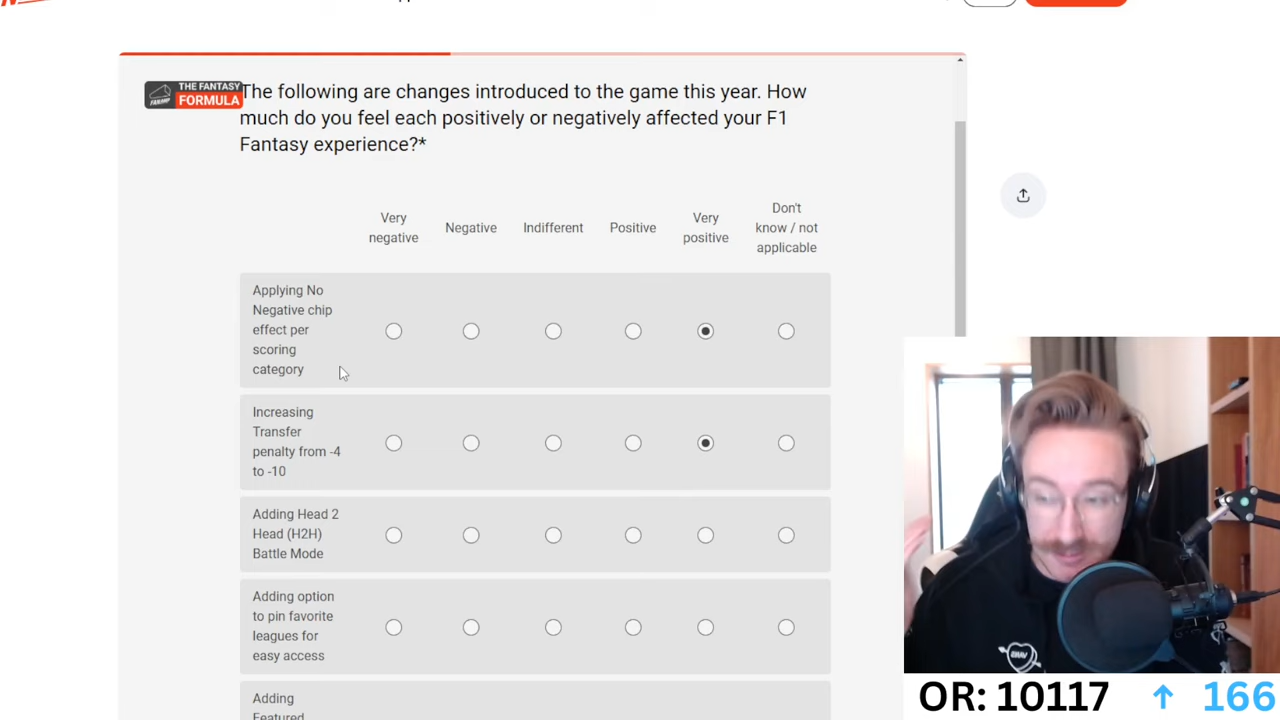 THE FANTASY
FORMULA
FANAMP
The following are changes introduced to the game this year. How
much do you feel each positively or negatively affected your F1
Fantasy experience?*
Very
negative
Negative
Indifferent
Positive
Very
positive
Don't
know / not
applicable
Applying No
Negative chip
effect per
scoring
category
Increasing
Transfer
penalty from -4
to -10
Adding Head 2
Head (H2H)
Battle Mode
Adding option
to pin favorite
leagues for
easy access
Adding
Featured
OR: 10117 ↑ 166